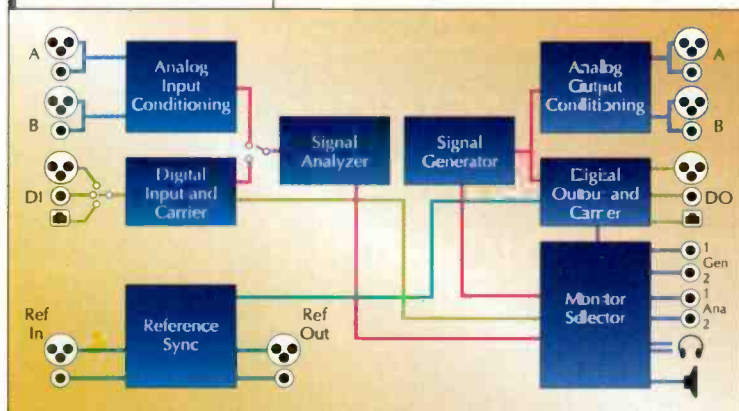 A
B
Analog
Input
Conditioning
DI
Digital
Input and
Carrier
Signal
Analyzer
Signal
Generator
Analog
Output
Conditioning
A
B
Digital
Output and
Carrier
DO
Ref
In
Reference
Sync
Ref
Out
Monitor
Selector
1
Gen
2
1
Ana
2